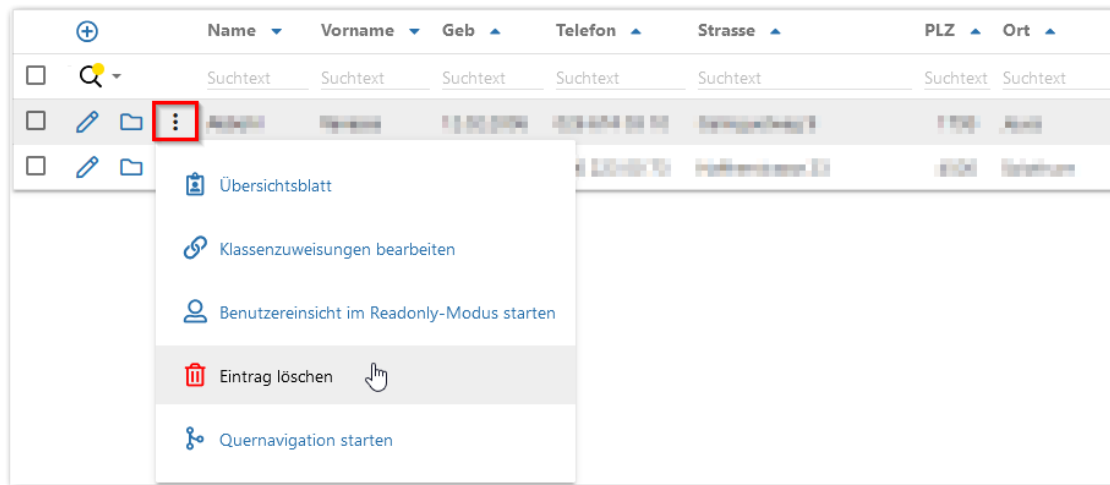 Name Vorname Geb Telefon Strasse PLZ Ort
Suchtext Suchtext Suchtext Suchtext Suchtext Suchtext Suchtext
Übersichtsblatt
Klassenzuweisungen bearbeiten
Benutzereinsicht im Readonly-Modus starten
Eintrag löschen
Quernavigation starten